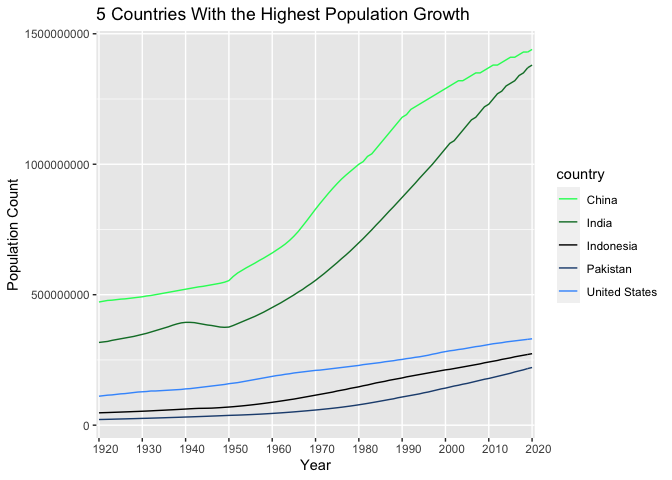 5 Countries With the Highest Population Growth
1500000000
1000000000
500000000
0
Population Count
1920 1930 1940 1950 1960 1970 1980 1990 2000 2010 2020
Year
country
China
India
Indonesia
Pakistan
United States